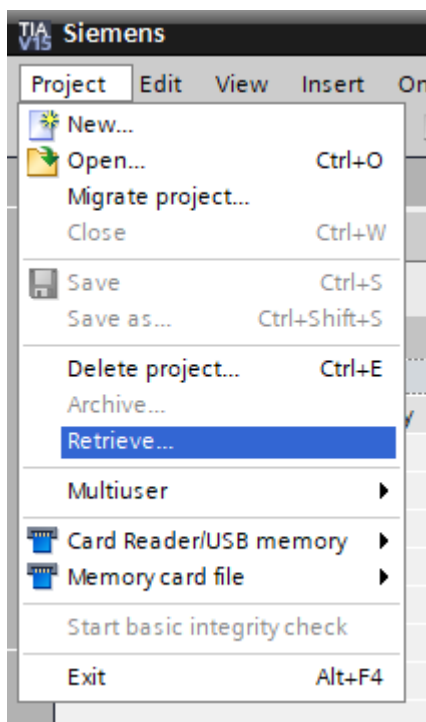 TIA
V15 Siemens
Project Edit View Insert
New...
Open... Ctrl+O
Migrate project...
Close Ctrl+W
Save Ctrl+S
Save as... Ctrl+Shift+S
Delete project... Ctrl+E
Archive...
Retrieve...
Multiuser
Card Reader/USB memory
Memory card file
Start basic integrity check
Exit Alt+F4